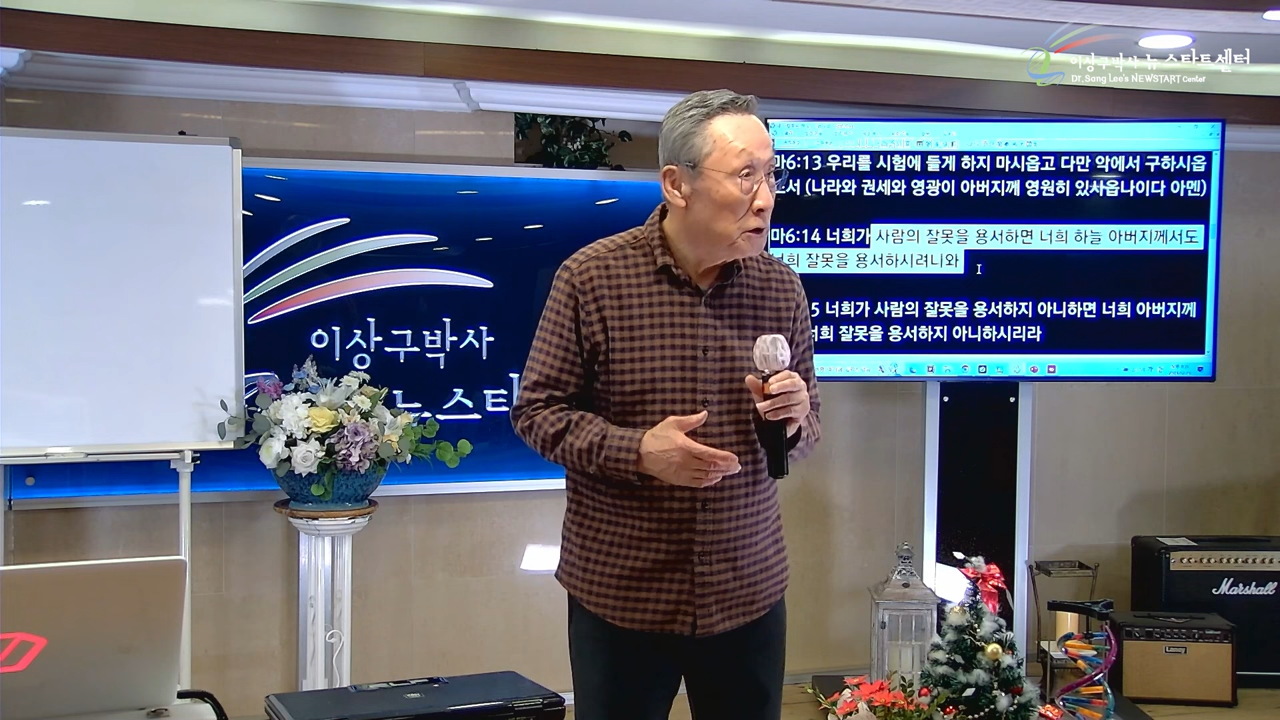 이상구박사 뉴스타트센터
Dr. Sang Lee's NEWSTART Center
마6:13 우리를 시험에 들게 하지 마시옵고 다만 악에서 구하시옵
소서 (나라와 권세와 영광이 아버지께 영원히 있사옵나이다 아멘)
마6:14 너희가 사람의 잘못을 용서하면 너희 하늘 아버지께서도
너희 잘못을 용서하시려니와
5 너희가 사람의 잘못을 용서하지 아니하면 너희 아버지께
너희 잘못을 용서하지 아니하시리라
이상구박사
뉴스타
Marshall
Laney